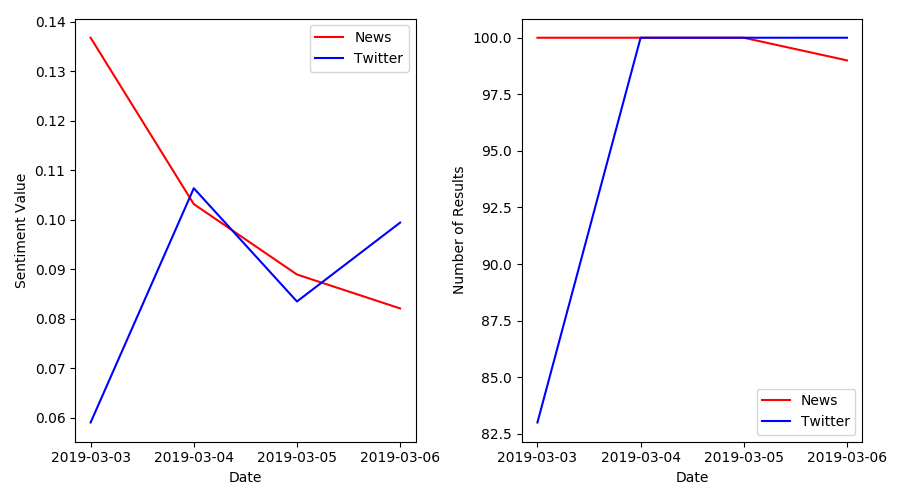 0.14
0.13
0.12
0.11
0.10
0.09
0.08
0.07
0.06
Sentiment Value
News
Twitter
2019-03-03 2019-03-04 2019-03-05 2019-03-06
Date
100.0
97.5
95.0
92.5
90.0
87.5
85.0
82.5
Number of Results
News
Twitter
2019-03-03 2019-03-04 2019-03-05 2019-03-06
Date